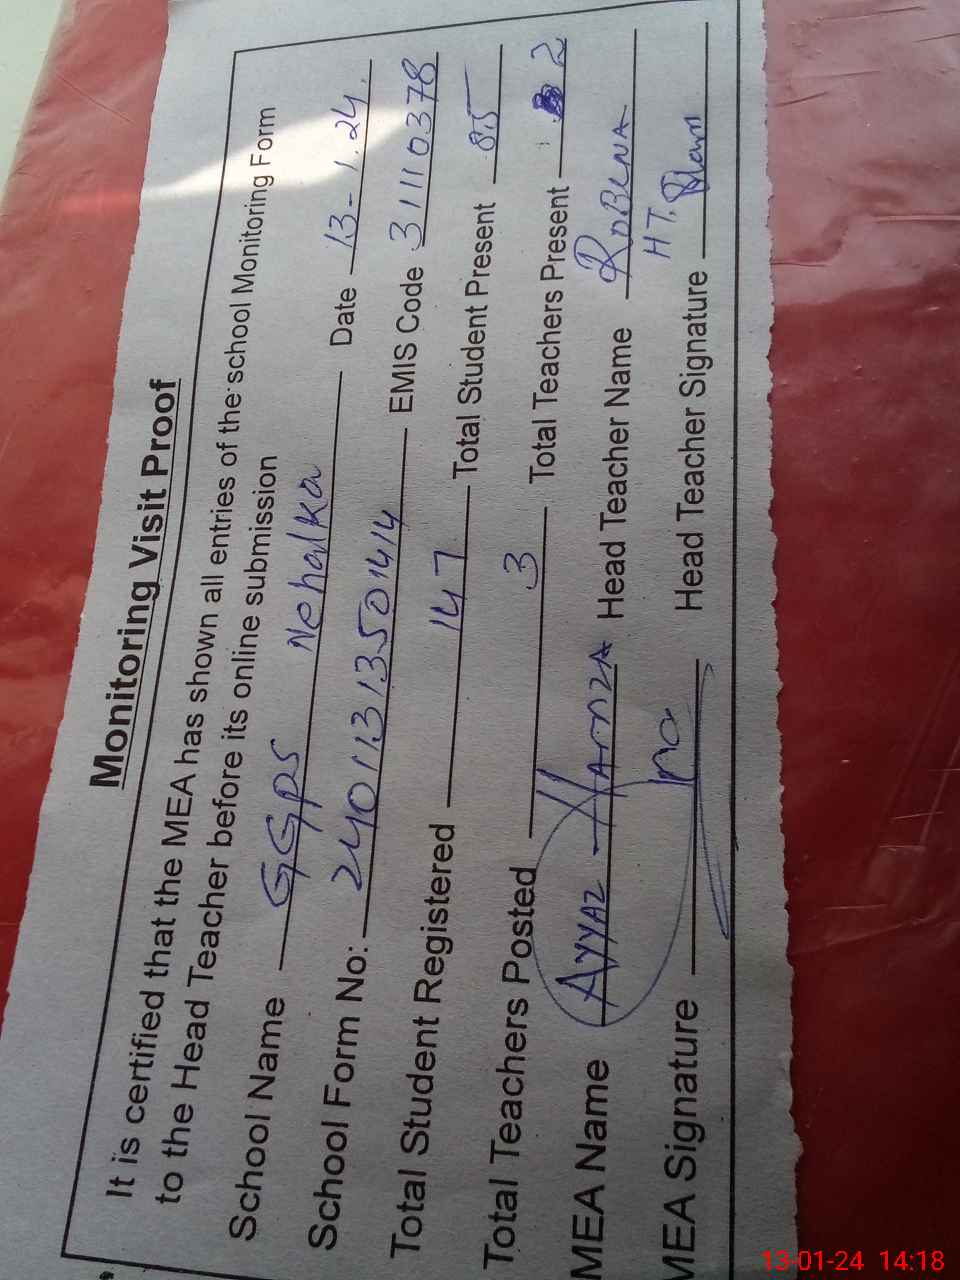 Monitoring Visit Proof
It is certified that the MEA has shown all entries of the school Monitoring Form
to the Head Teacher before its online submission
School Name GGPS Nehalka Date 13-1.24.
School Form No: 24011313501414 EMIS Code 31110378
Total Student Registered 147 Total Student Present 85
Total Teachers Posted 3 Total Teachers Present 2
MEA Name AYYAZ HAMZA Head Teacher Name ROBENA
HT.
MEA Signature Head Teacher Signature
13-01-24 14:18